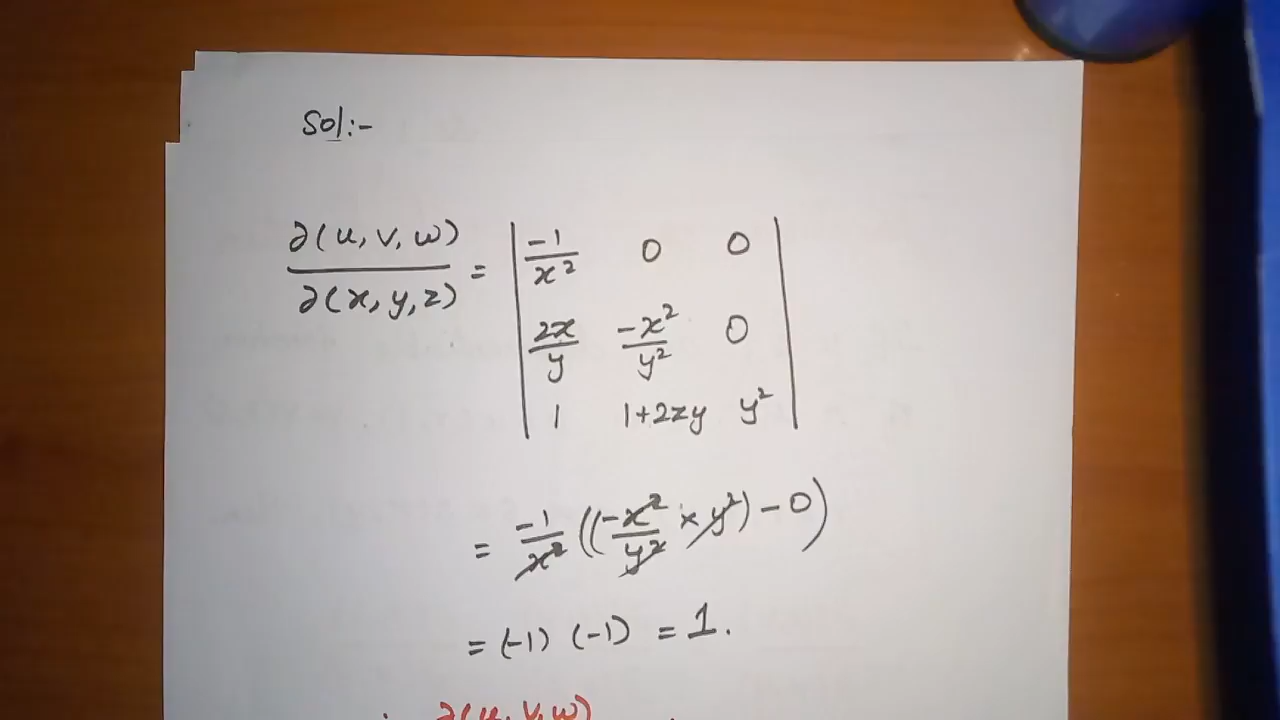 Sol:-
∂(u,v,w)/∂(x,y,z) = | -1/x² 0 0 |
| 2x/y -x²/y² 0 |
| 1 1+2zy y² |
= -1/x² ((-x²/y² × y²) - 0)
= (-1) (-1) = 1.
∂(u,v,w)